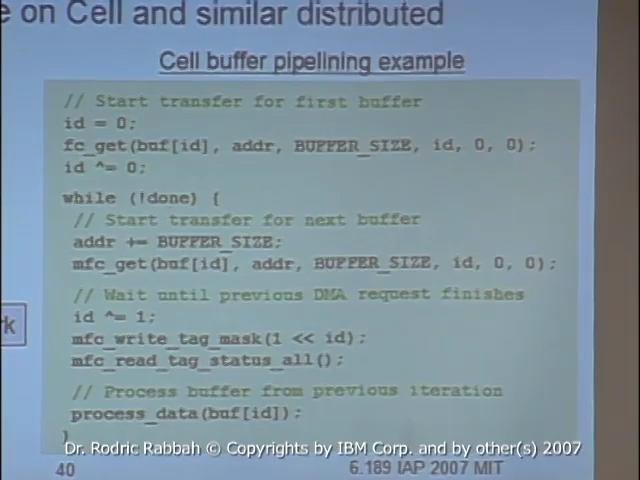 e on Cell and similar distributed
Cell buffer pipelining example
// Start transfer for first buffer
id = 0;
fc_get(buf[id], addr, BUFFER_SIZE, id, 0, 0);
id ^= 0;
while (!done) {
// Start transfer for next buffer
addr += BUFFER_SIZE;
mfc_get(buf[id], addr, BUFFER_SIZE, id, 0, 0);
// Wait until previous DMA request finishes
id ^= 1;
mfc_write_tag_mask(1 << id);
mfc_read_tag_status_all();
// Process buffer from previous iteration
process_data(buf[id]);
}
rk
Dr. Rodric Rabbah © Copyrights by IBM Corp. and by other(s) 2007
40
6.189 IAP 2007 MIT